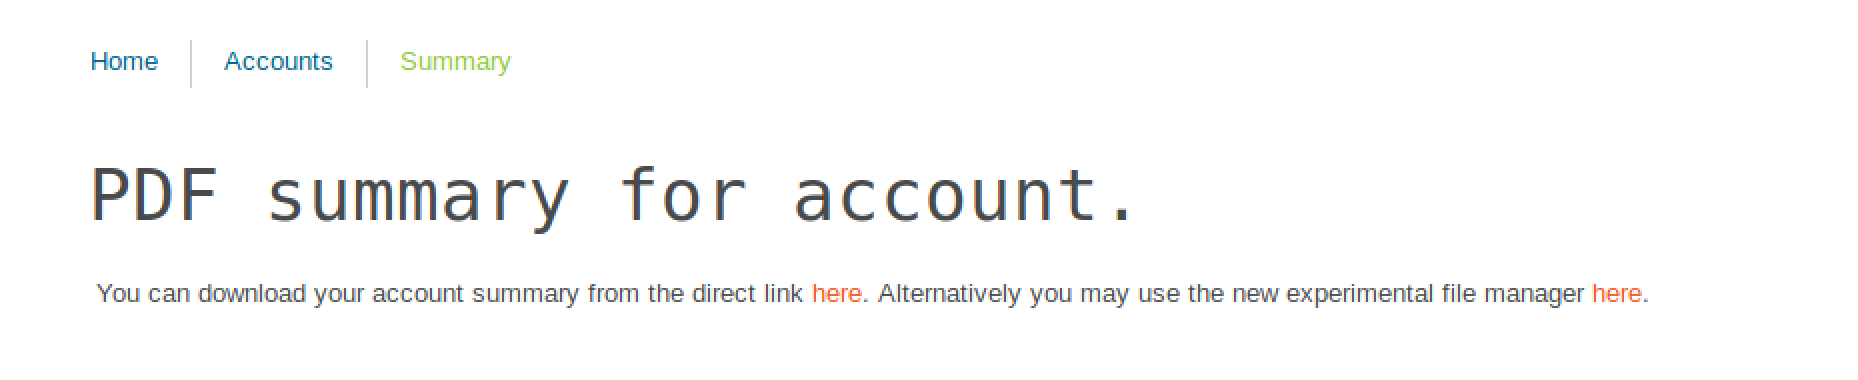 Home Accounts Summary
PDF summary for account.
You can download your account summary from the direct link here. Alternatively you may use the new experimental file manager here.